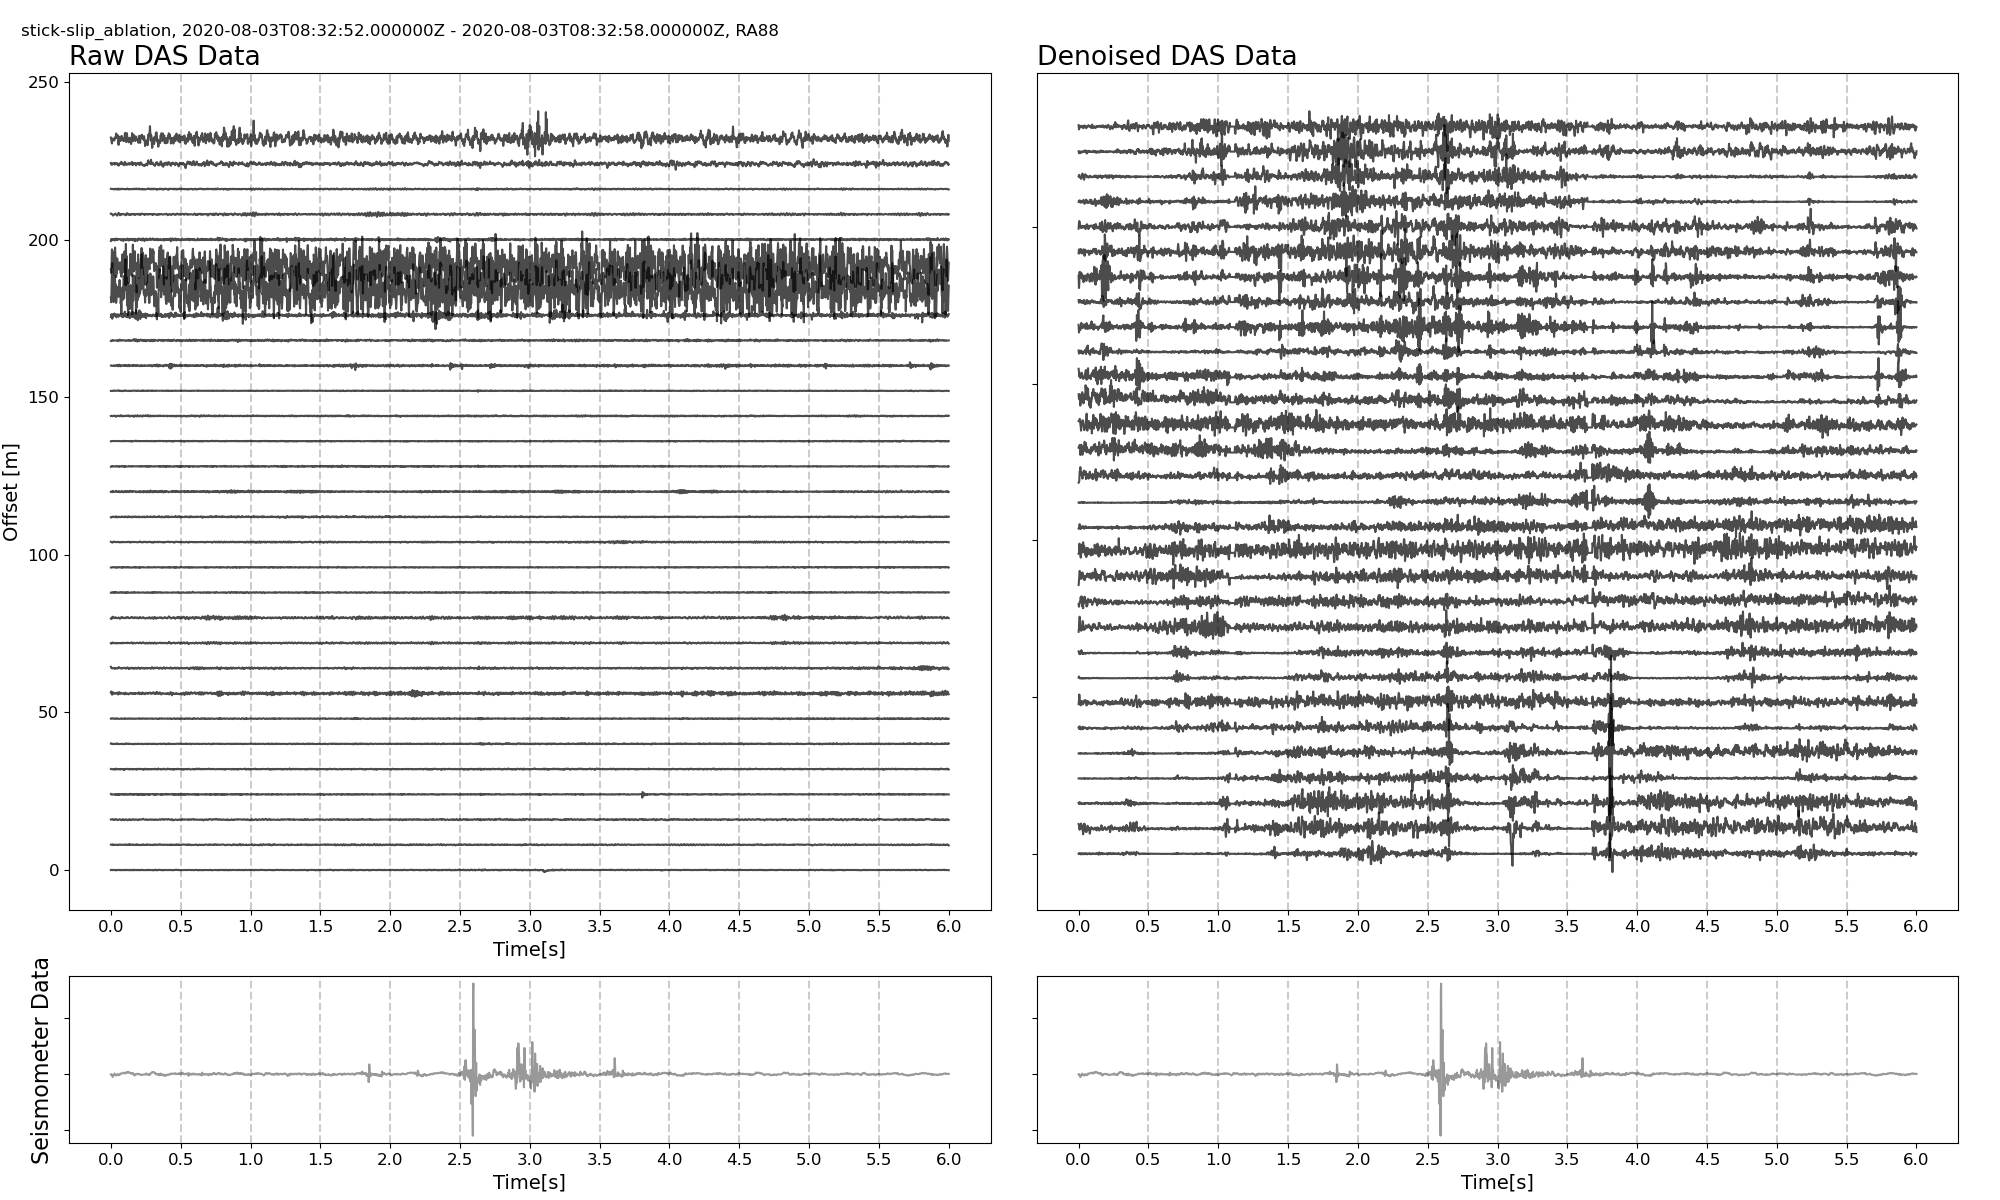 stick-slip_ablation, 2020-08-03T08:32:52.000000Z - 2020-08-03T08:32:58.000000Z, RA88
Raw DAS Data
Denoised DAS Data
250
200
150
100
50
0
Offset [m]
0.0 0.5 1.0 1.5 2.0 2.5 3.0 3.5 4.0 4.5 5.0 5.5 6.0
Time[s]
0.0 0.5 1.0 1.5 2.0 2.5 3.0 3.5 4.0 4.5 5.0 5.5 6.0
Seismometer Data
0.0 0.5 1.0 1.5 2.0 2.5 3.0 3.5 4.0 4.5 5.0 5.5 6.0
Time[s]
0.0 0.5 1.0 1.5 2.0 2.5 3.0 3.5 4.0 4.5 5.0 5.5 6.0
Time[s]